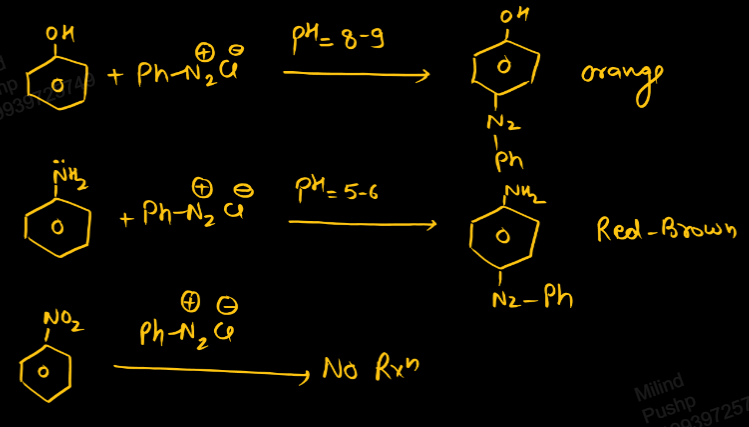 OH
+ Ph-N2 Cl ⊕ ⊖
pH = 8-9
OH
N2
Ph
orange
N̈H2
+ Ph-N2 Cl ⊕ ⊖
pH = 5-6
NH2
N2-Ph
Red-Brown
NO2
Ph-N2 Cl ⊕ ⊖
No Rxn
Milind
Pushp